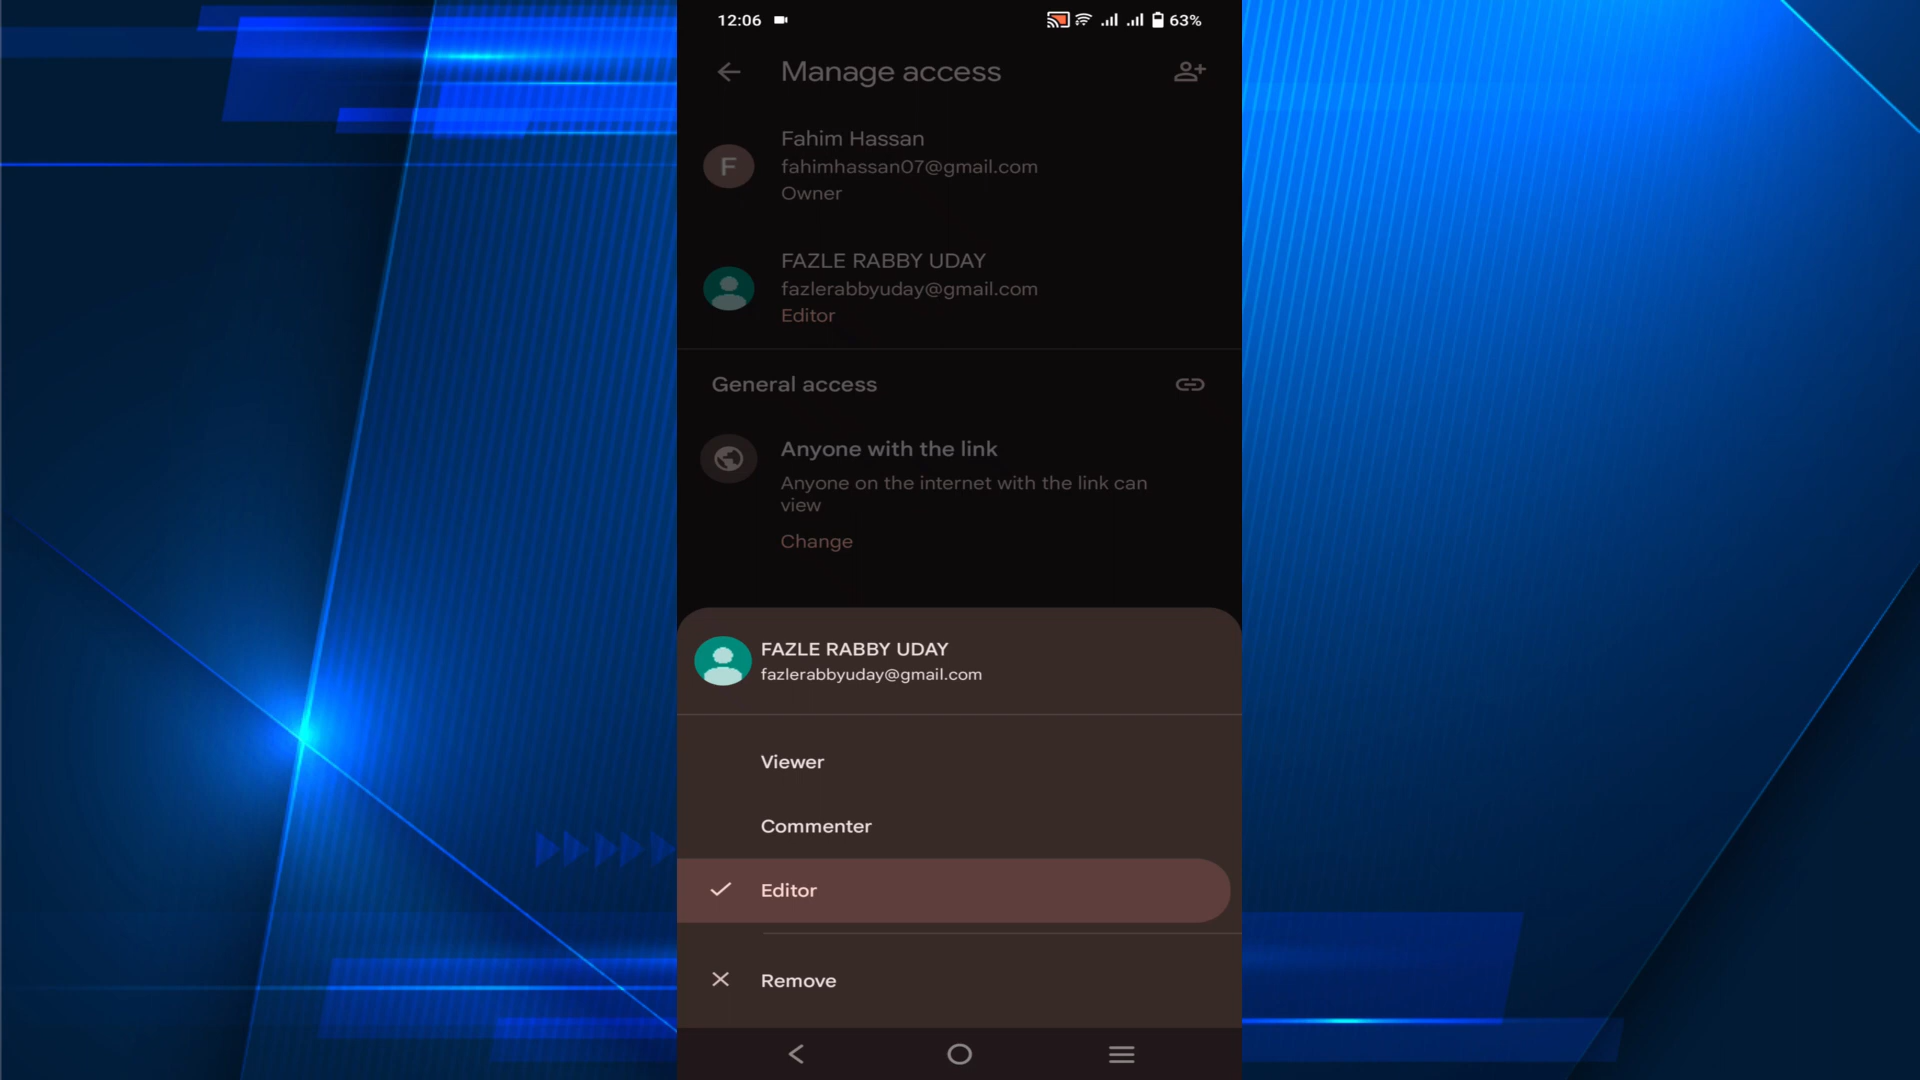 12:06
63%
Manage access
Fahim Hassan
F
fahimhassan07@gmail.com
Owner
FAZLE RABBY UDAY
fazlerabbyuday@gmail.com
Editor
General access
Anyone with the link
Anyone on the internet with the link can
view
Change
FAZLE RABBY UDAY
fazlerabbyuday@gmail.com
Viewer
Commenter
Editor
Remove